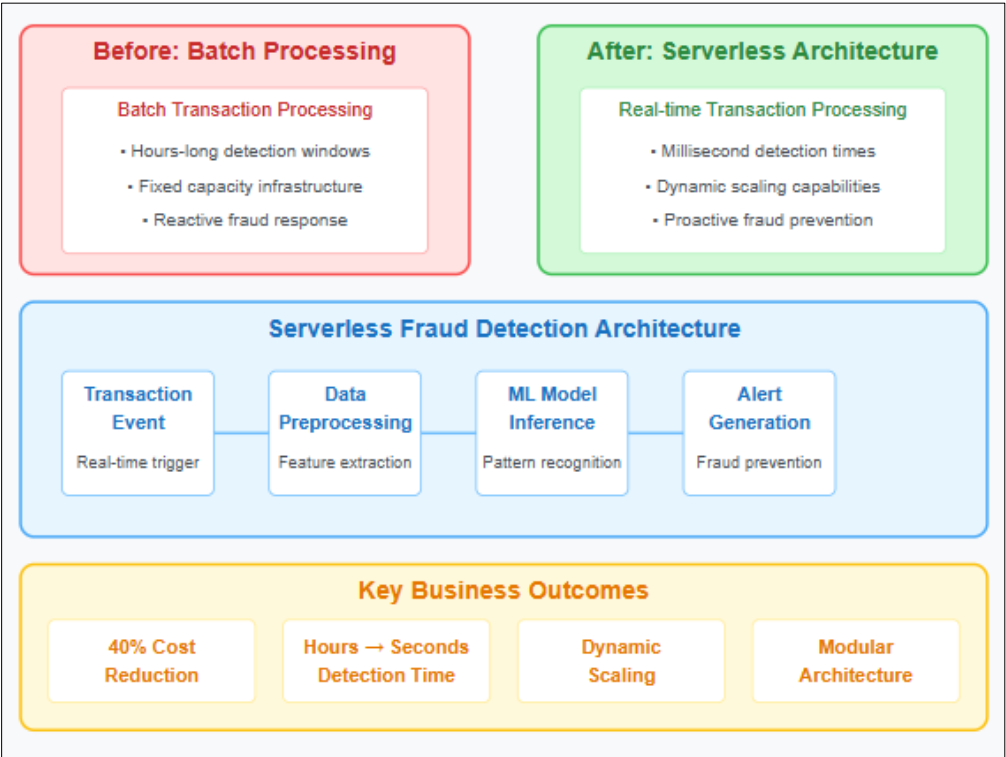 Before: Batch Processing
Batch Transaction Processing
▪ Hours-long detection windows
▪ Fixed capacity infrastructure
▪ Reactive fraud response
After: Serverless Architecture
Real-time Transaction Processing
▪ Millisecond detection times
▪ Dynamic scaling capabilities
▪ Proactive fraud prevention
Serverless Fraud Detection Architecture
Transaction
Event
Real-time trigger
Data
Preprocessing
Feature extraction
ML Model
Inference
Pattern recognition
Alert
Generation
Fraud prevention
Key Business Outcomes
40% Cost
Reduction
Hours → Seconds
Detection Time
Dynamic
Scaling
Modular
Architecture